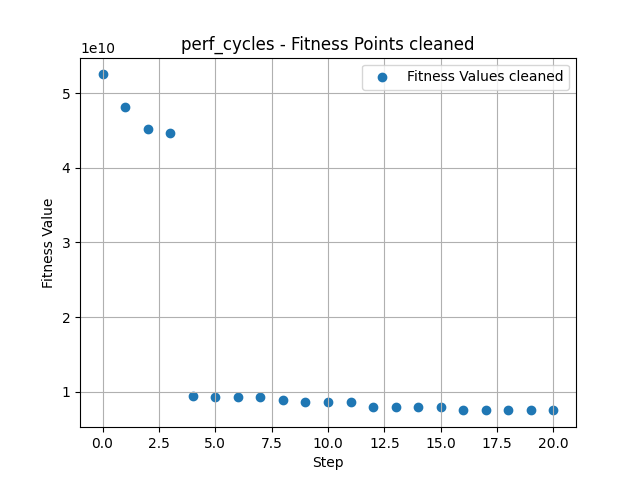 perf_cycles - Fitness Points cleaned
1e10
Fitness Values cleaned
5
4
3
2
1
Fitness Value
0.0 2.5 5.0 7.5 10.0 12.5 15.0 17.5 20.0
Step